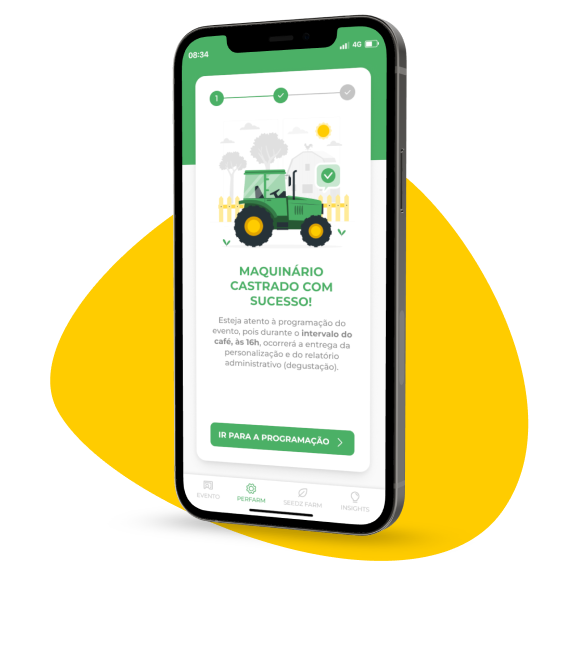 08:34
4G
1
MAQUINÁRIO
CASTRADO COM
SUCESSO!
Esteja atento à programação do
evento, pois durante o intervalo do
café, às 16h, ocorrerá a entrega da
personalização e do relatório
administrativo (degustação).
IR PARA A PROGRAMAÇÃO
EVENTO
PERFARM
SEEDZ FARM
INSIGHTS